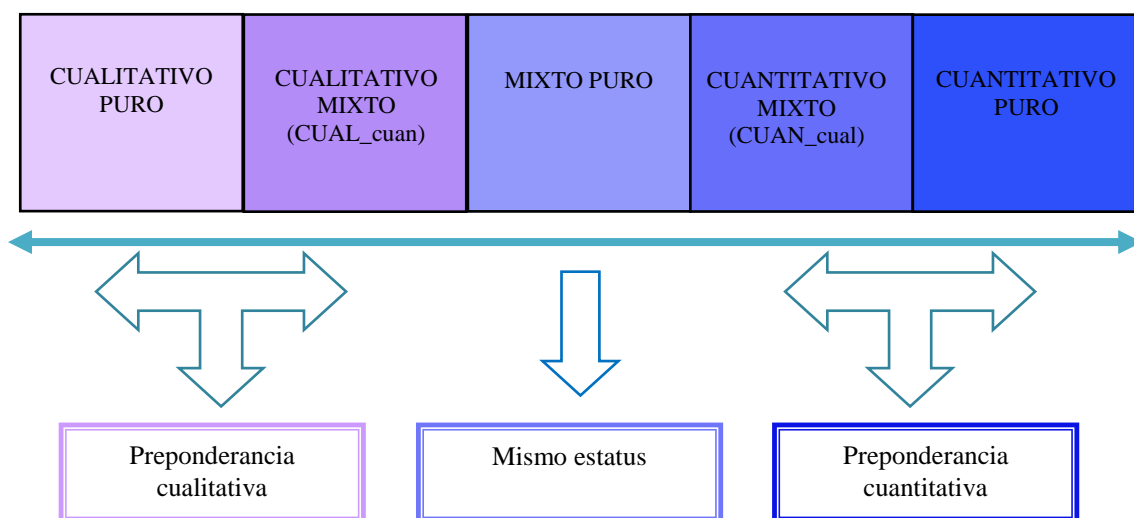 CUALITATIVO
PURO
CUALITATIVO
MIXTO
(CUAL_cuan)
MIXTO PURO
CUANTITATIVO
MIXTO
(CUAN_cual)
CUANTITATIVO
PURO
Preponderancia
cualitativa
Mismo estatus
Preponderancia
cuantitativa